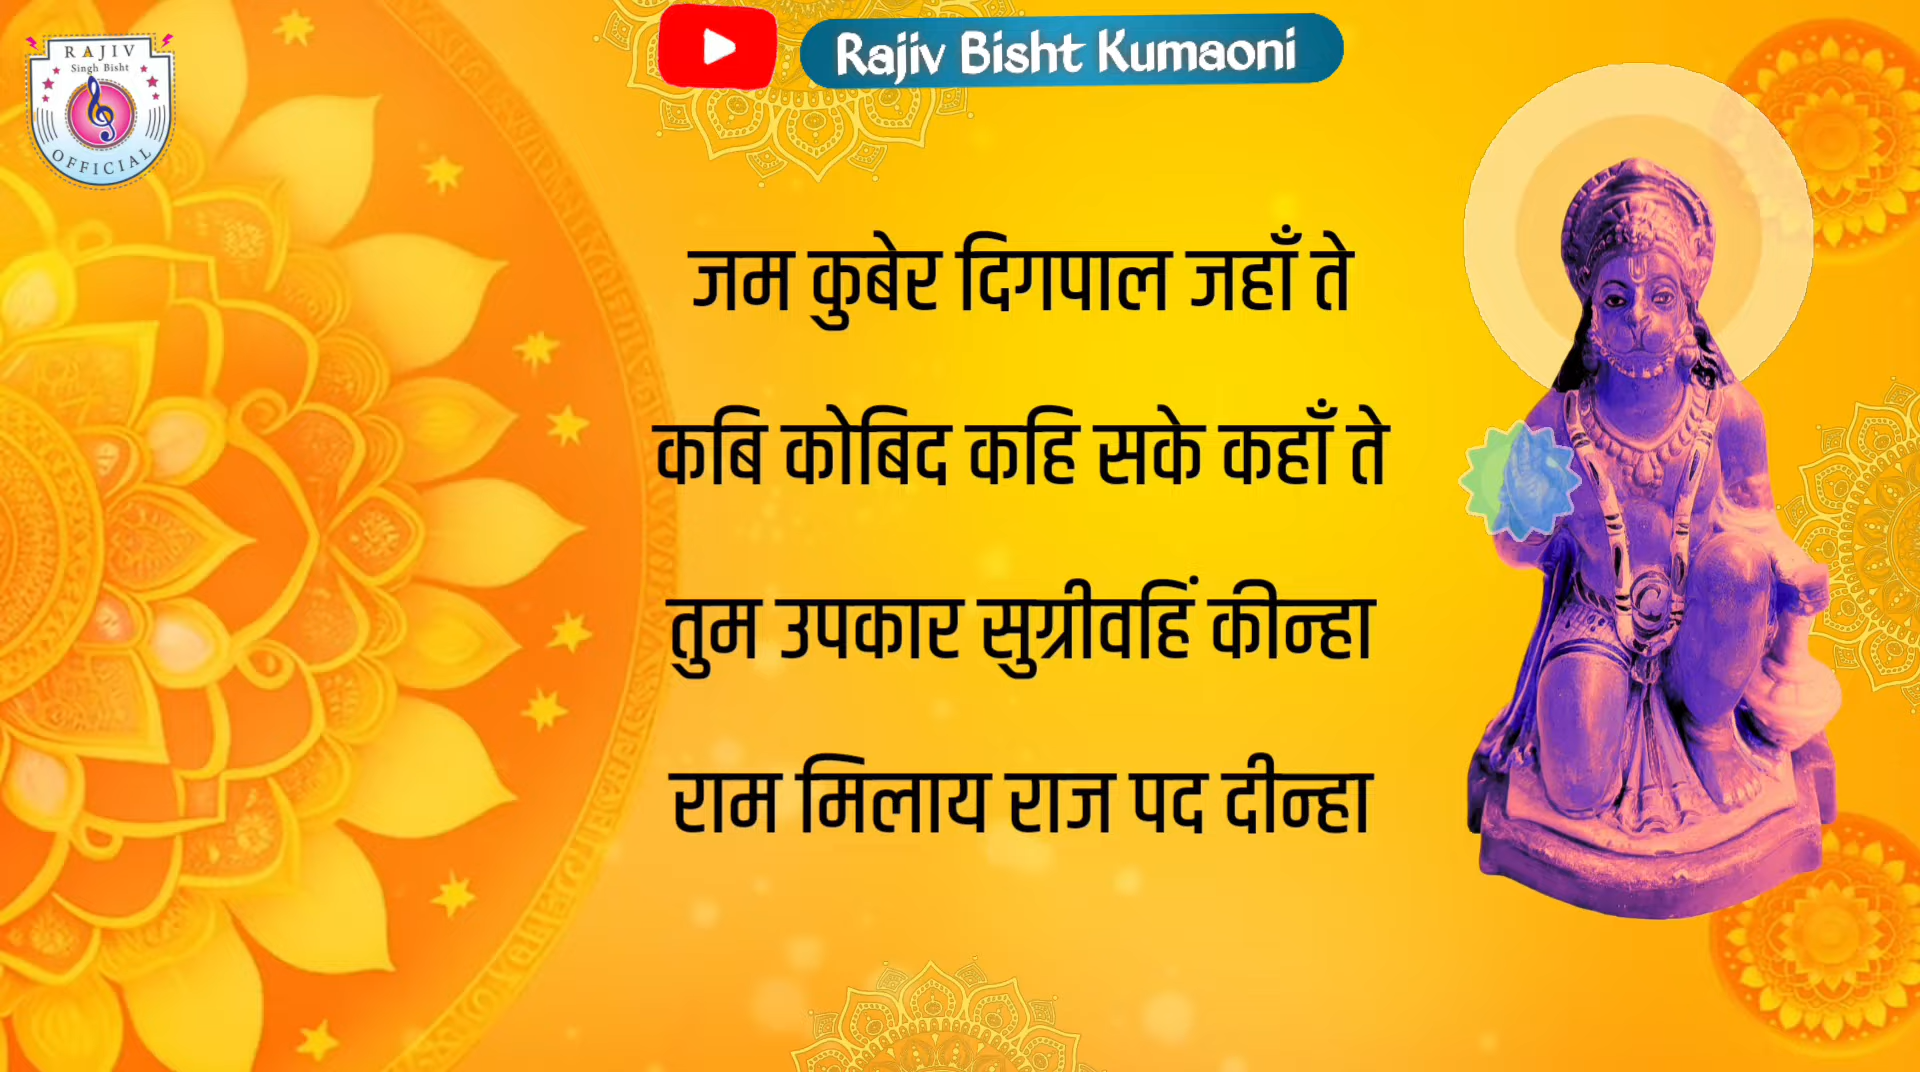 RAJIV
Singh Bisht
OFFICIAL
Rajiv Bisht Kumaoni
जम कुबेर दिगपाल जहाँ ते
कबि कोबिद कहि सके कहाँ ते
तुम उपकार सुग्रीवहिं कीन्हा
राम मिलाय राज पद दीन्हा